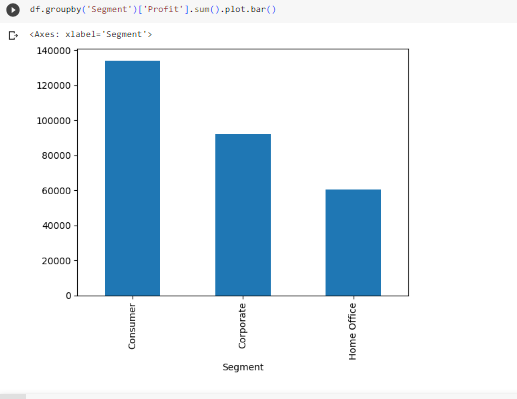 df.groupby('Segment')['Profit'].sum().plot.bar()
<Axes: xlabel='Segment'>
140000
120000
100000
80000
60000
40000
20000
0
Consumer
Corporate
Home Office
Segment